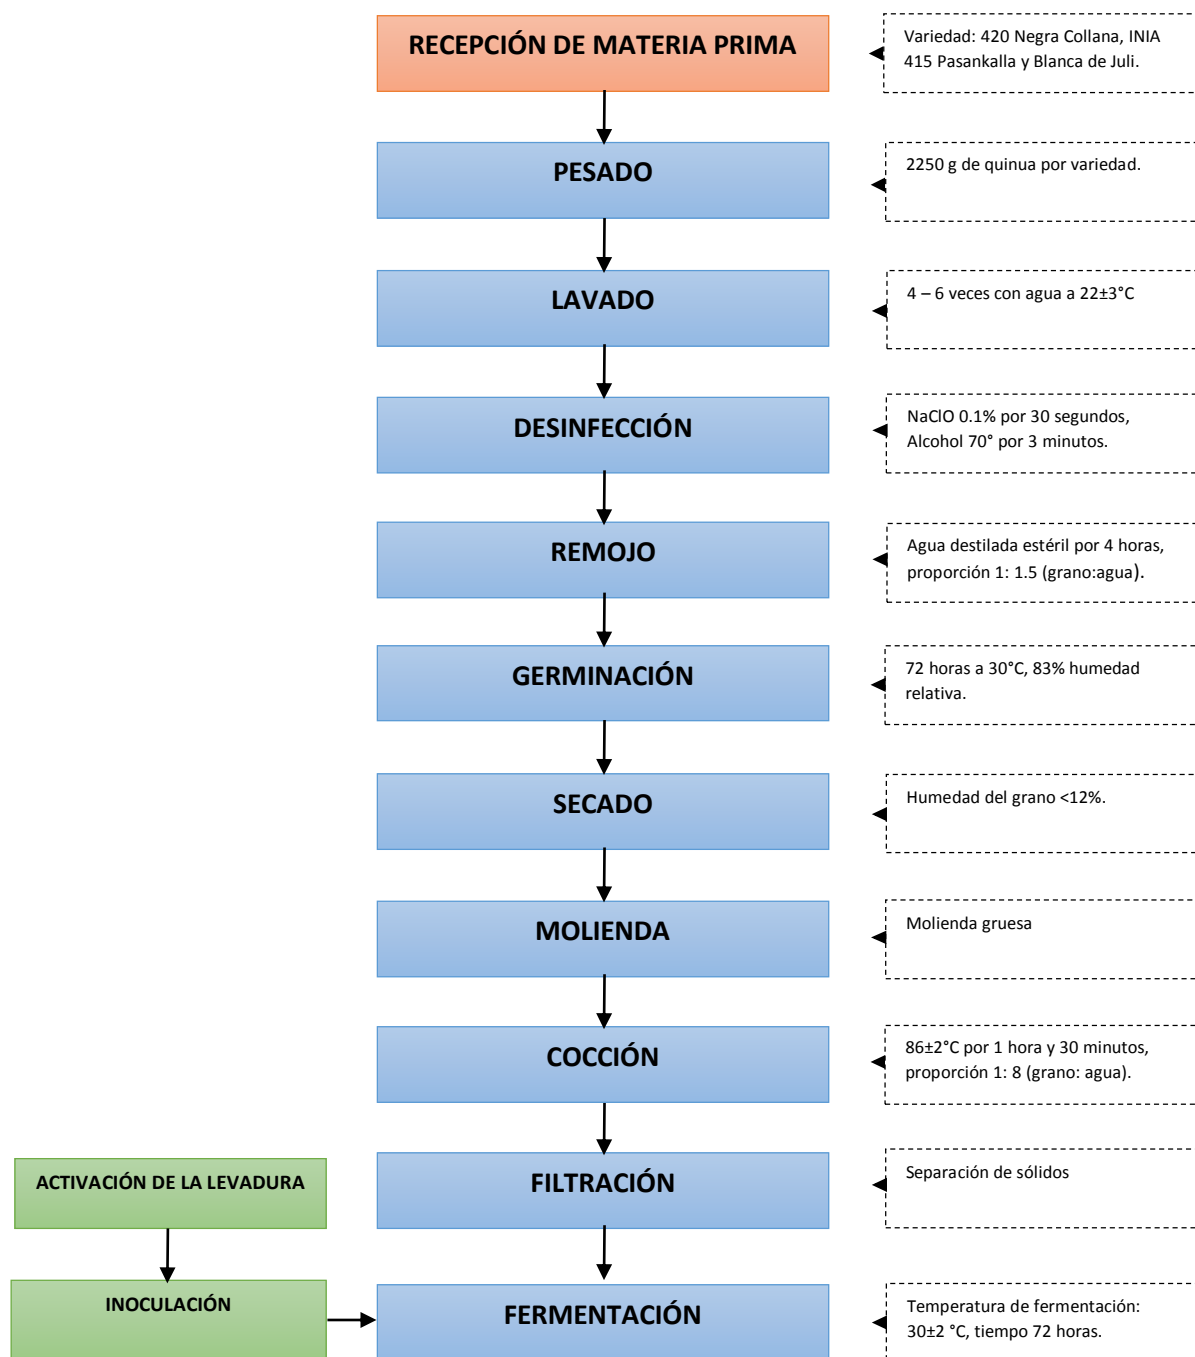 RECEPCIÓN DE MATERIA PRIMA
Variedad: 420 Negra Collana, INIA
415 Pasankalla y Blanca de Juli.
PESADO
2250 g de quinua por variedad.
LAVADO
4 – 6 veces con agua a 22±3°C
DESINFECCIÓN
NaClO 0.1% por 30 segundos,
Alcohol 70° por 3 minutos.
REMOJO
Agua destilada estéril por 4 horas,
proporción 1: 1.5 (grano:agua).
GERMINACIÓN
72 horas a 30°C, 83% humedad
relativa.
SECADO
Humedad del grano <12%.
MOLIENDA
Molienda gruesa
COCCIÓN
86±2°C por 1 hora y 30 minutos,
proporción 1: 8 (grano: agua).
ACTIVACIÓN DE LA LEVADURA
FILTRACIÓN
Separación de sólidos
INOCULACIÓN
FERMENTACIÓN
Temperatura de fermentación:
30±2 °C, tiempo 72 horas.